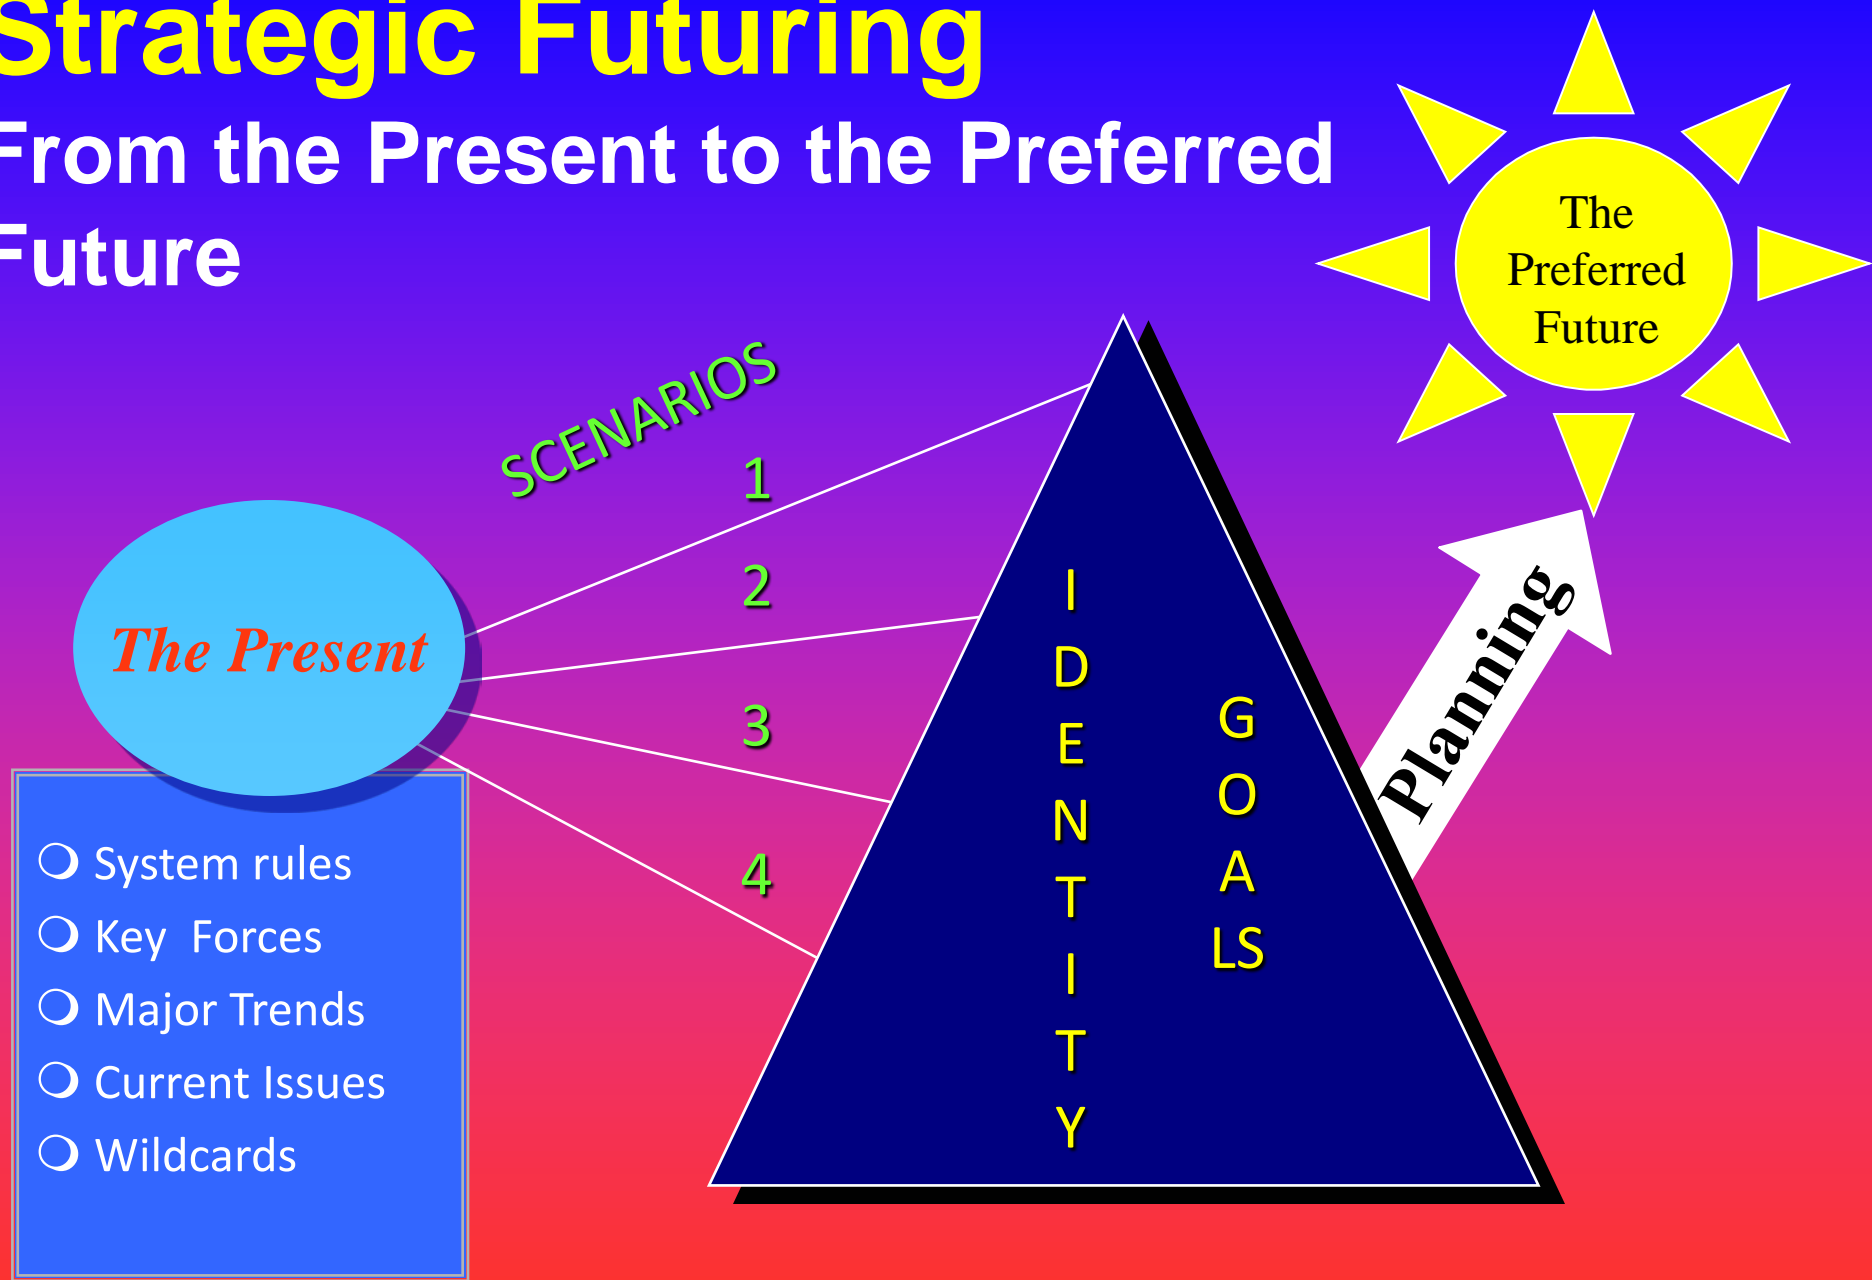 Strategic Futuring
From the Present to the Preferred
Future
The
Preferred
Future
SCENARIOS
1
2
3
4
The Present
System rules
Key Forces
Major Trends
Current Issues
Wildcards
I
D
E
N
T
I
T
Y
G
O
A
LS
Planning